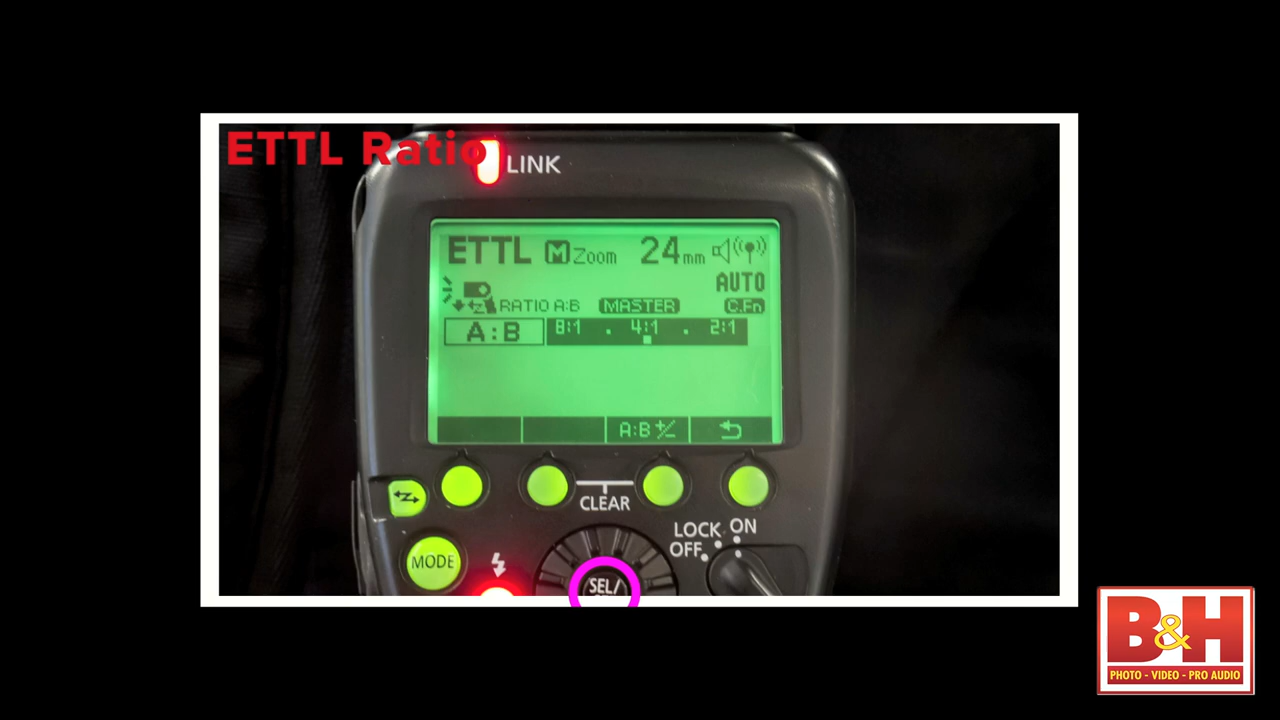 ETTL Ratio
LINK
ETTL M Zoom 24mm
AUTO
RATIO A:B MASTER C.Fn
A:B 8:1 . 4:1 . 2:1
A:B +/-
CLEAR
LOCK ON
OFF
MODE
SEL/
B&H
PHOTO - VIDEO - PRO AUDIO